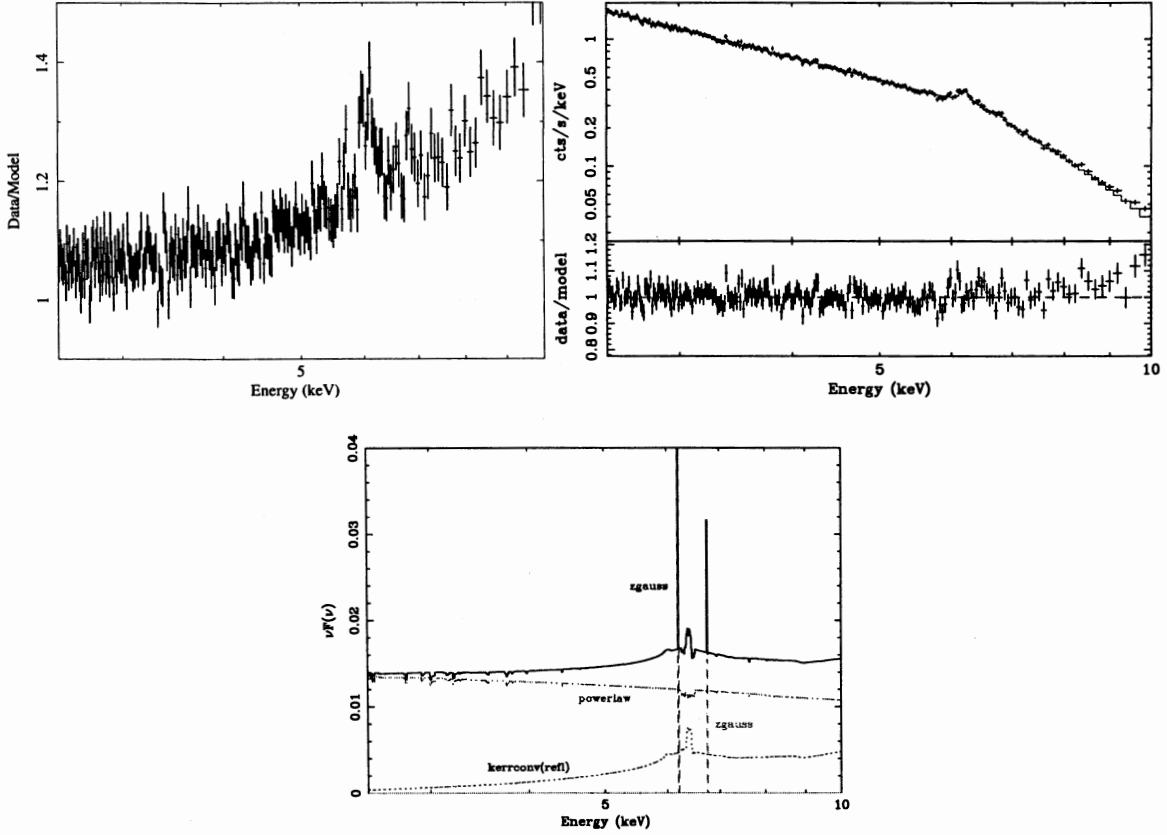 1.4
1.2
1
Data/Model
5
Energy (keV)
1
0.5
0.2
0.1
0.05
cts/s/keV
1.2
1.1
1
0.9
0.8
data/model
5
10
Energy (keV)
0.04
0.03
0.02
0.01
0
νF(ν)
zgauss
powerlaw
zgauss
kerrconv(refl)
5
10
Energy (keV)